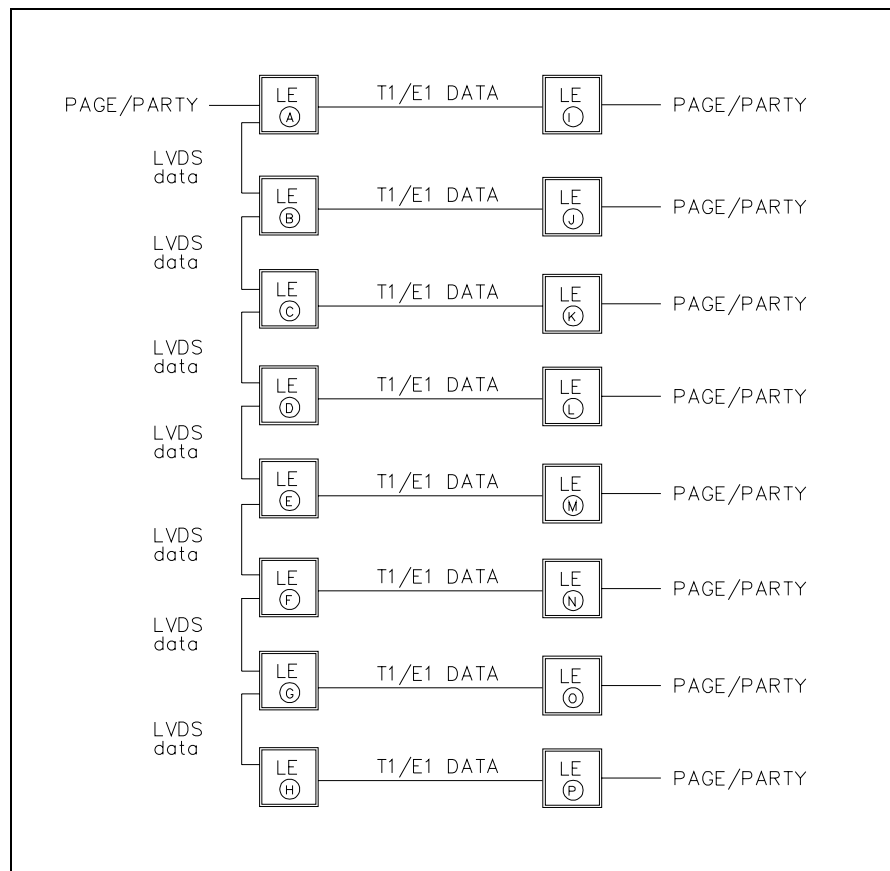 PAGE/PARTY LE T1/E1 DATA LE PAGE/PARTY
A I
LVDS
data
LE T1/E1 DATA LE PAGE/PARTY
B J
LVDS
data
LE T1/E1 DATA LE PAGE/PARTY
C K
LVDS
data
LE T1/E1 DATA LE PAGE/PARTY
D L
LVDS
data
LE T1/E1 DATA LE PAGE/PARTY
E M
LVDS
data
LE T1/E1 DATA LE PAGE/PARTY
F N
LVDS
data
LE T1/E1 DATA LE PAGE/PARTY
G O
LVDS
data
LE T1/E1 DATA LE PAGE/PARTY
H P